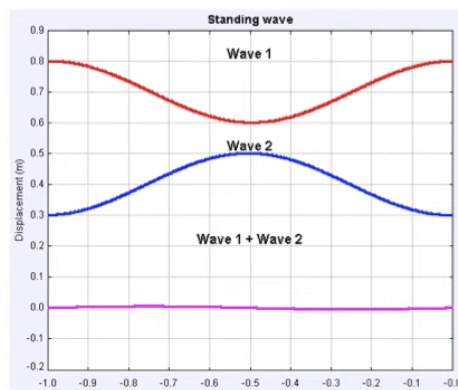 Standing wave
0.9
Wave 1
0.8
0.7
0.6
Wave 2
0.5
0.4
0.3
Wave 1 + Wave 2
0.2
0.1
0.0
-0.1
-0.2
Displacement (m)
-1.0 -0.9 -0.8 -0.7 -0.6 -0.5 -0.4 -0.3 -0.2 -0.1